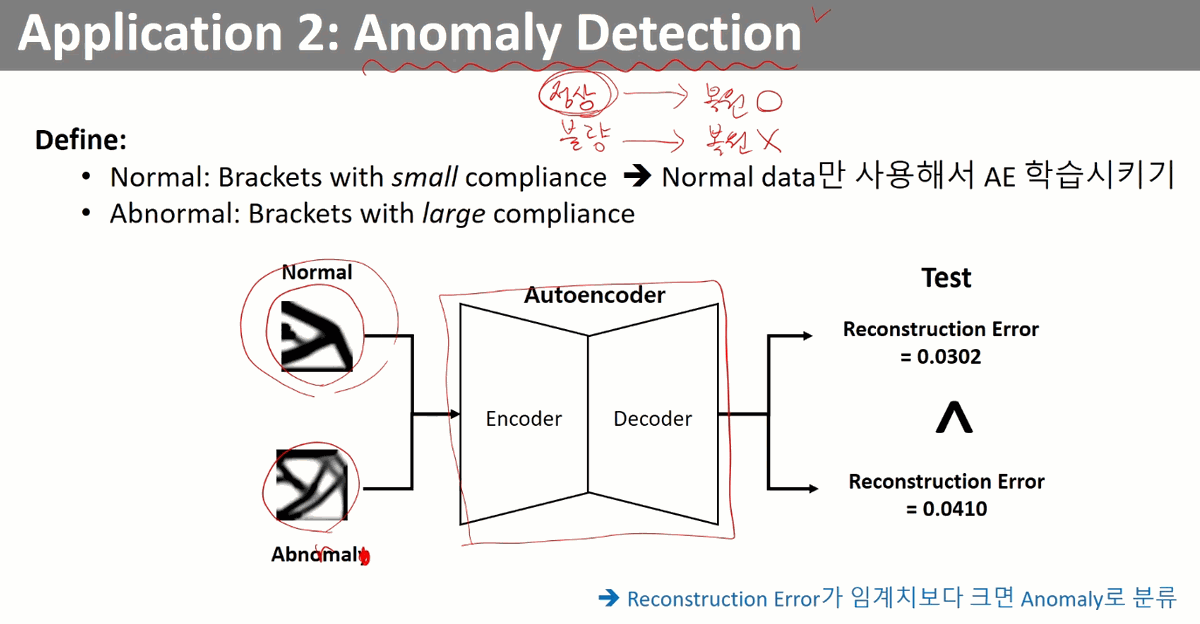 Application 2: Anomaly Detection
정상 → 복원 O
불량 → 복원 X
Define:
• Normal: Brackets with small compliance ➔ Normal data만 사용해서 AE 학습시키기
• Abnormal: Brackets with large compliance
Normal
Autoencoder
Test
Encoder
Decoder
Reconstruction Error
= 0.0302
^
Reconstruction Error
= 0.0410
Abnomaly
➔ Reconstruction Error가 임계치보다 크면 Anomaly로 분류